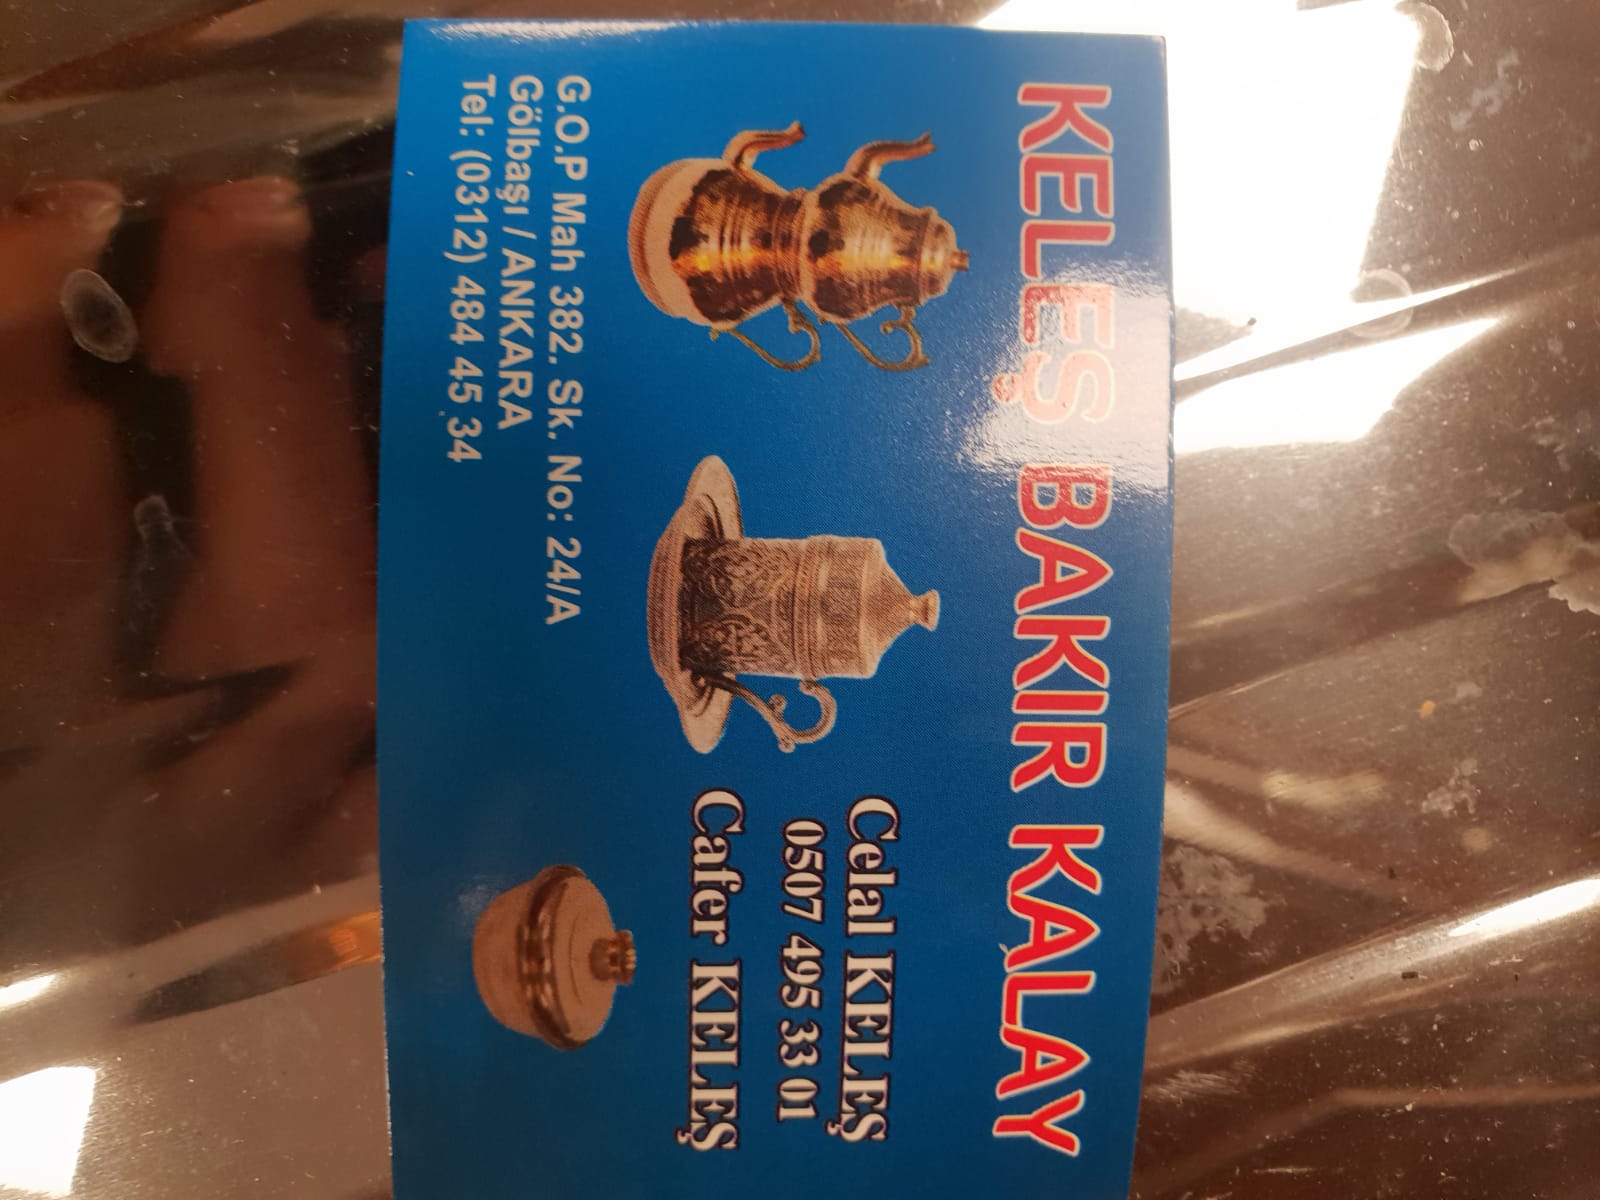 KELEŞ BAKIR KALAY
Celal KELEŞ
0507 495 33 01
Cafer KELEŞ
G.O.P Mah 382. Sk. No: 24/A
Gölbaşı / ANKARA
Tel: (0312) 484 45 34